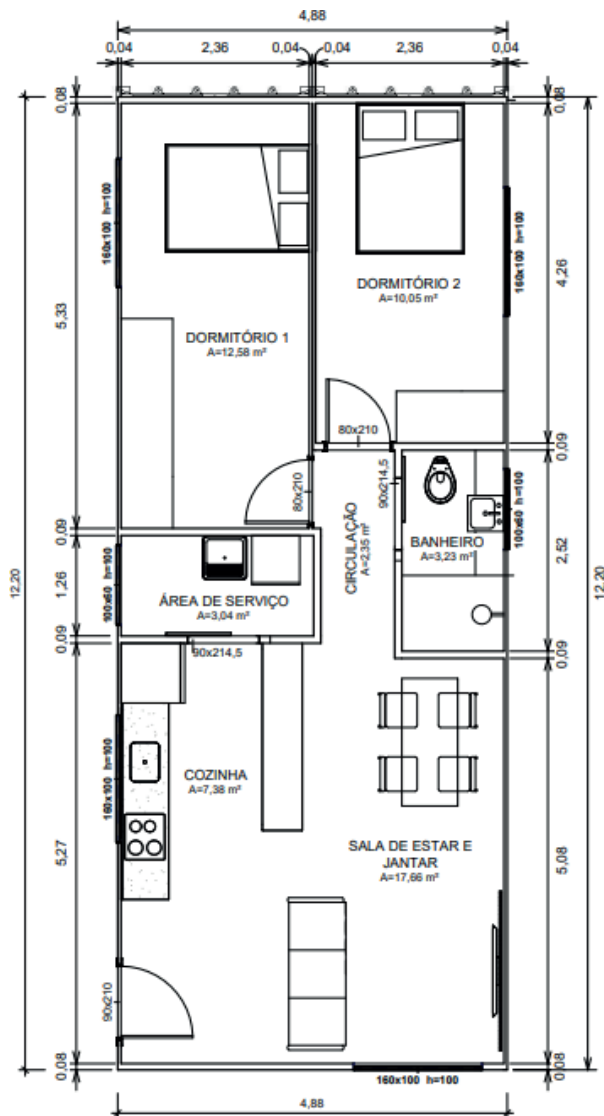 4,88
0,04 2,36 0,04 0,04 2,36 0,04
0,08 0,08
160x100 h=100
160x100 h=100
DORMITÓRIO 2
A=10,05 m²
4,26
5,33
DORMITÓRIO 1
A=12,58 m²
80x210
0,09
80x210
90x214,5
100x60 h=100
0,09
CIRCULAÇÃO
A=2,35 m²
BANHEIRO
A=3,23 m²
2,52
12,20
12,20
1,26
100x60 h=100
ÁREA DE SERVIÇO
A=3,04 m²
0,09
90x214,5
0,09
160x100 h=100
COZINHA
A=7,38 m²
SALA DE ESTAR E
JANTAR
A=17,66 m²
5,27
5,08
90x210
0,08 0,08
160x100 h=100
4,88